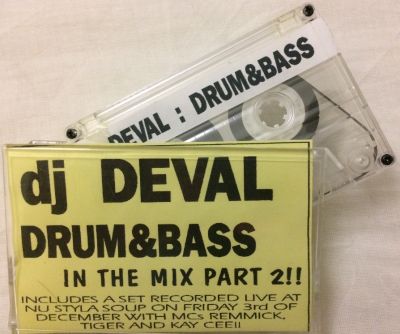 DEVAL : DRUM&BASS
dj DEVAL
DRUM&BASS
IN THE MIX PART 2!!
INCLUDES A SET RECORDED LIVE AT
NU STYLA SOUP ON FRIDAY 3rd OF
DECEMBER WITH MCs REMMICK,
TIGER AND KAY CEE!!